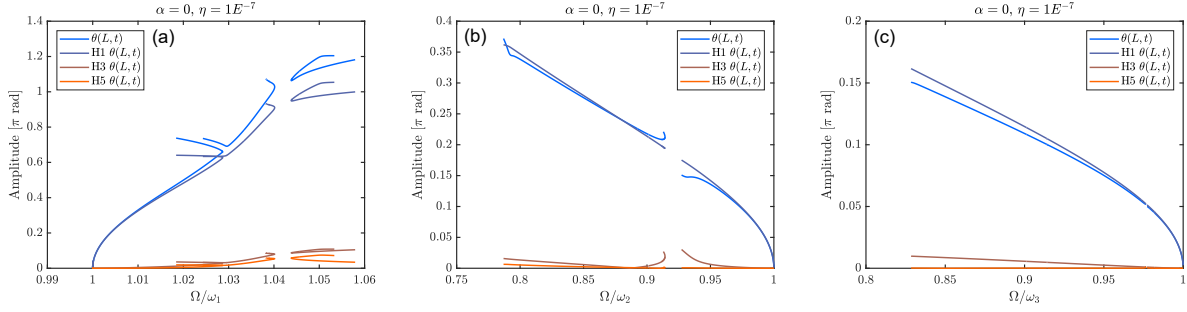 α = 0, η = 1E⁻⁷
(a)
θ(L, t)
H1 θ(L, t)
H3 θ(L, t)
H5 θ(L, t)
Amplitude [π rad]
1.4
1.2
1
0.8
0.6
0.4
0.2
0
0.99 1 1.01 1.02 1.03 1.04 1.05 1.06
Ω/ω₁
α = 0, η = 1E⁻⁷
(b)
θ(L, t)
H1 θ(L, t)
H3 θ(L, t)
H5 θ(L, t)
Amplitude [π rad]
0.4
0.35
0.3
0.25
0.2
0.15
0.1
0.05
0
0.75 0.8 0.85 0.9 0.95 1
Ω/ω₂
α = 0, η = 1E⁻⁷
(c)
θ(L, t)
H1 θ(L, t)
H3 θ(L, t)
H5 θ(L, t)
Amplitude [π rad]
0.2
0.15
0.1
0.05
0
0.8 0.85 0.9 0.95 1
Ω/ω₃